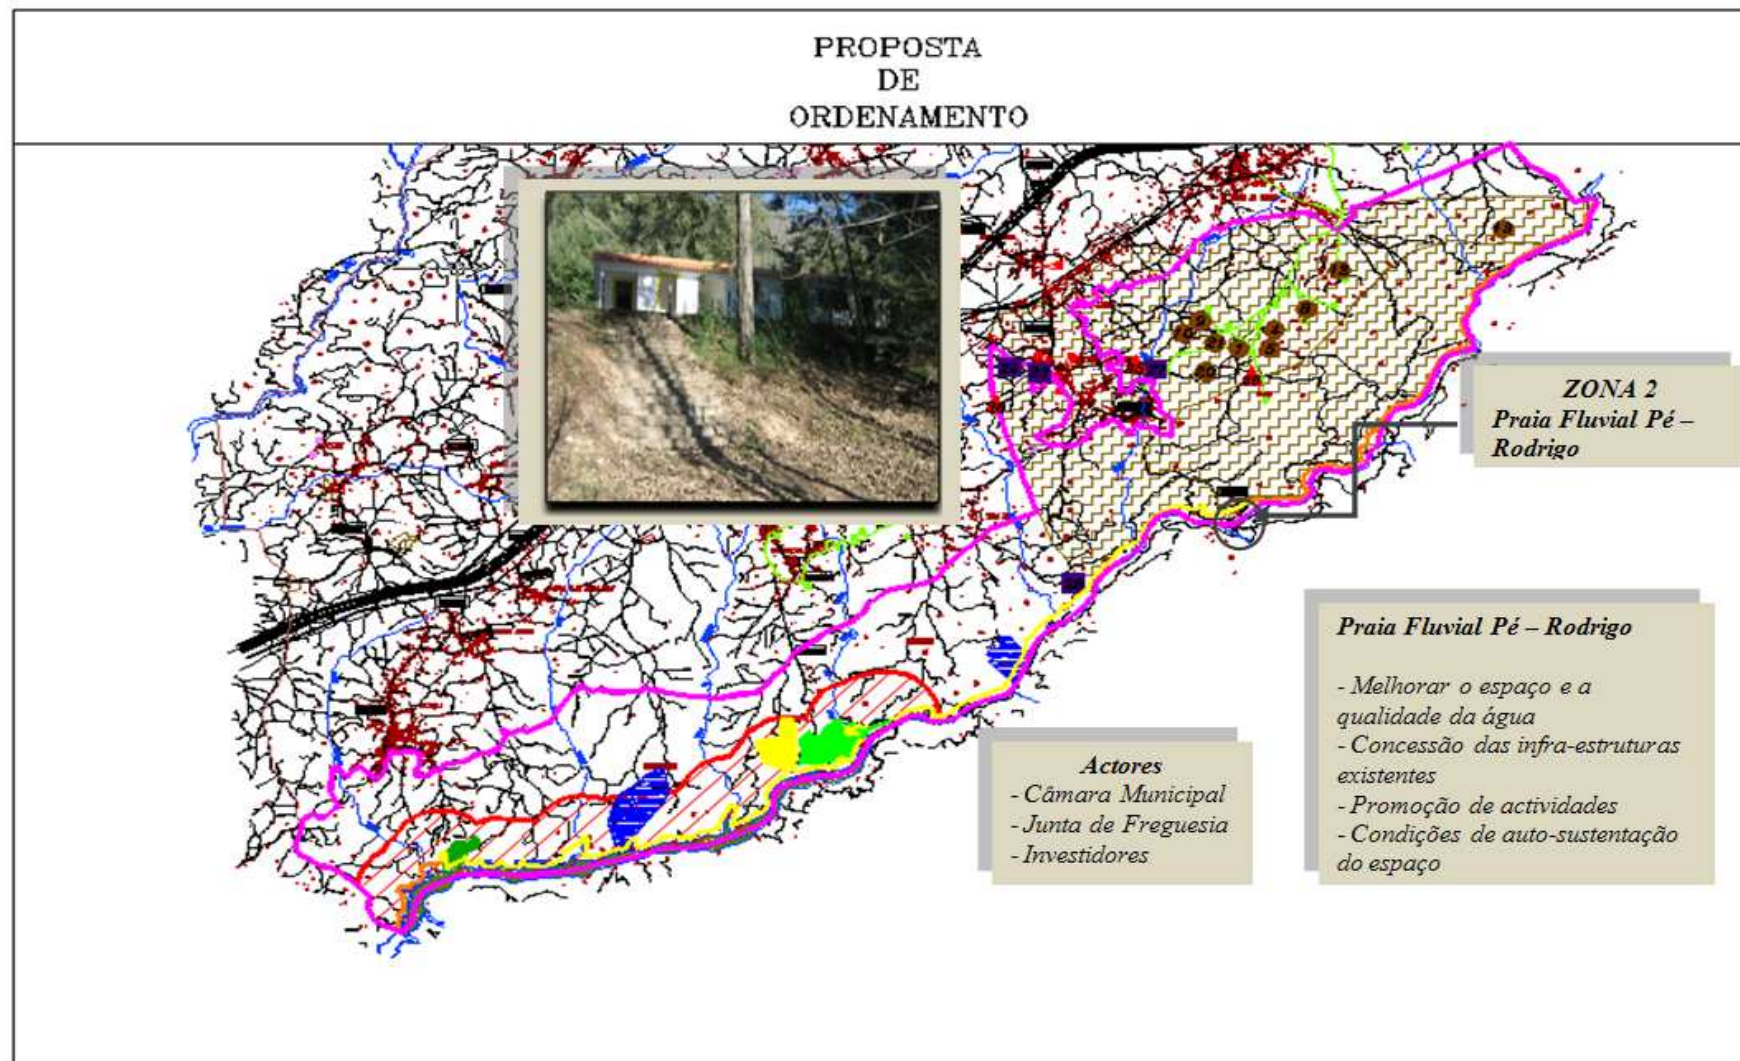 PROPOSTA
DE
ORDENAMENTO
ZONA 2
Praia Fluvial Pé –
Rodrigo
Praia Fluvial Pé – Rodrigo
- Melhorar o espaço e a
qualidade da água
- Concessão das infra-estruturas
existentes
- Promoção de actividades
- Condições de auto-sustentação
do espaço
Actores
- Câmara Municipal
- Junta de Freguesia
- Investidores